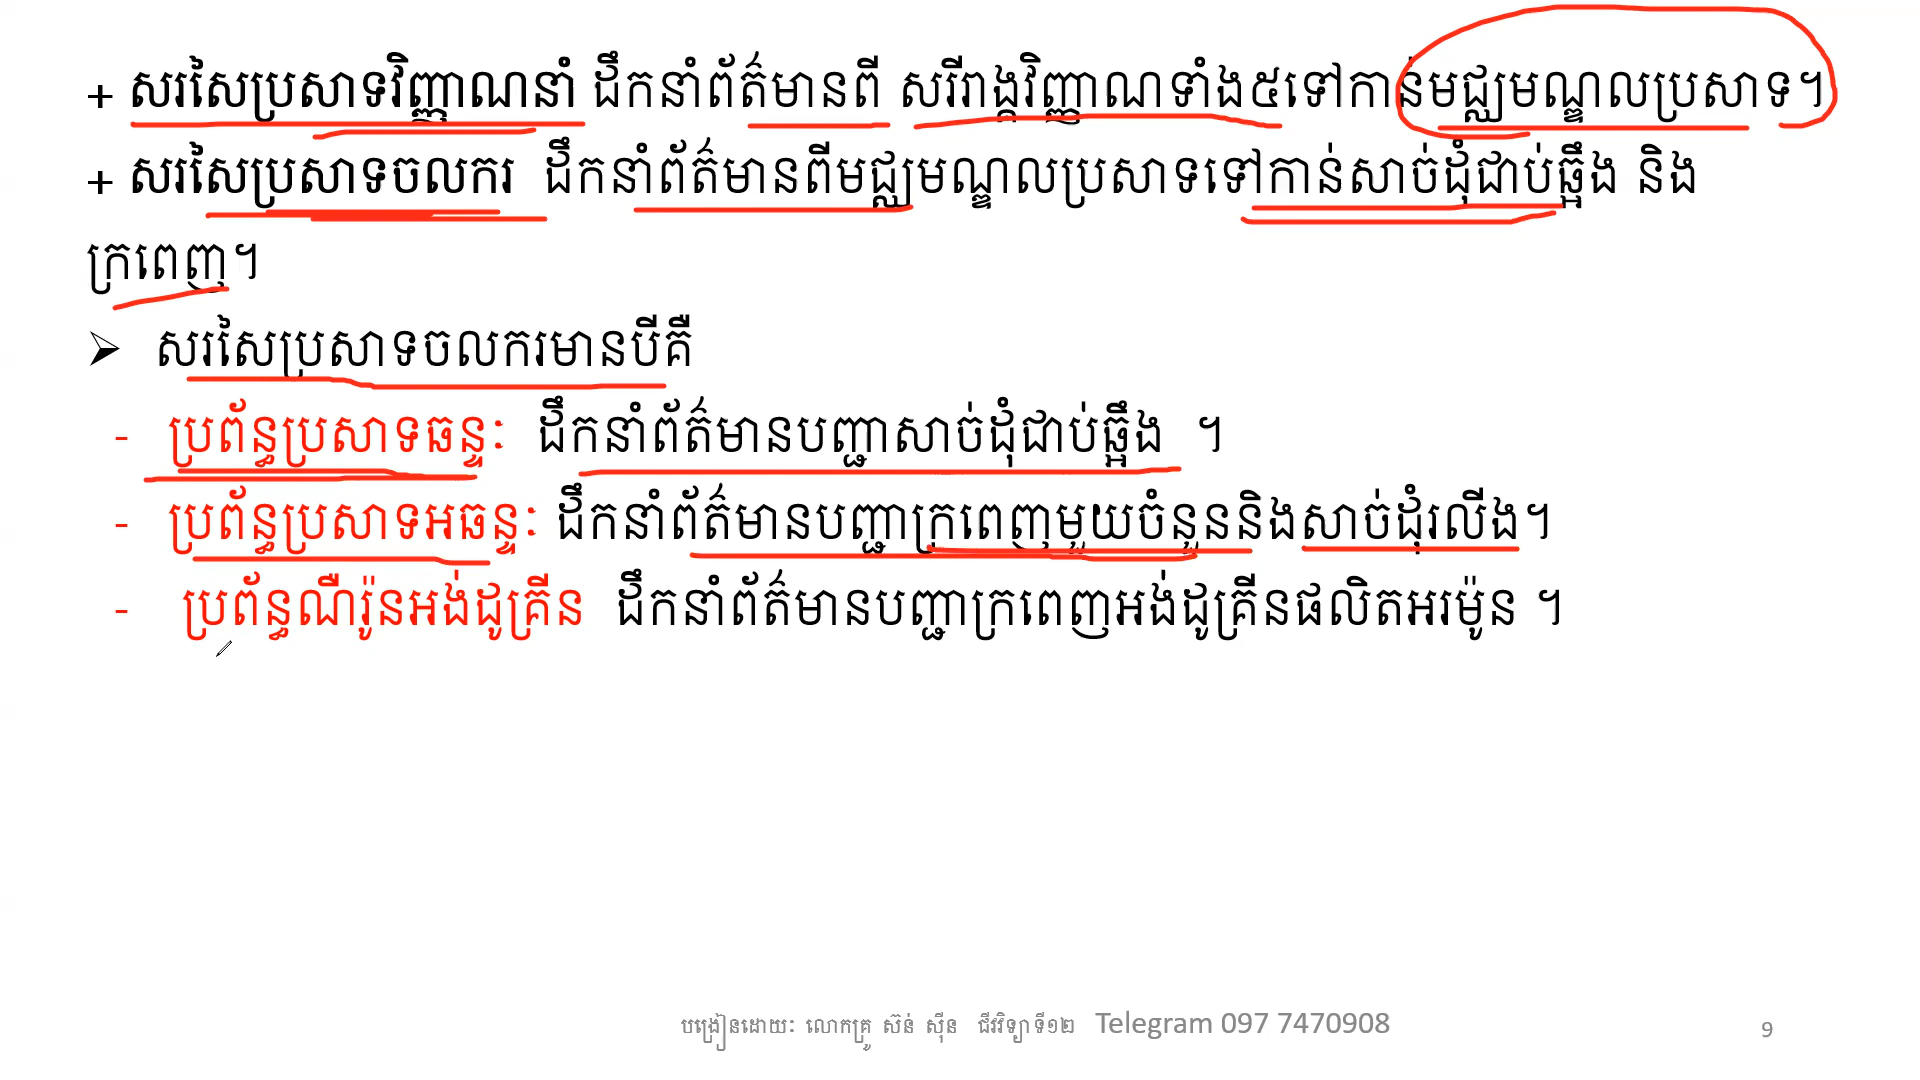 + សរសៃប្រសាទវិញ្ញាណនាំ ដឹកនាំព័ត៌មានពី សរីរាង្គវិញ្ញាណទាំង៥ទៅកាន់មជ្ឈមណ្ឌលប្រសាទ។
+ សរសៃប្រសាទចលករ ដឹកនាំព័ត៌មានពីមជ្ឈមណ្ឌលប្រសាទទៅកាន់សាច់ដុំជាប់ឆ្អឹង និង
ក្រពេញ។
➢ សរសៃប្រសាទចលករមានបីគឺ
- ប្រព័ន្ធប្រសាទឆន្ទៈ ដឹកនាំព័ត៌មានបញ្ជាសាច់ដុំជាប់ឆ្អឹង ។
- ប្រព័ន្ធប្រសាទអឆន្ទៈ ដឹកនាំព័ត៌មានបញ្ជាក្រពេញមួយចំនួននិងសាច់ដុំរលីង។
- ប្រព័ន្ធណឺរ៉ូនអង់ដូគ្រីន ដឹកនាំព័ត៌មានបញ្ជាក្រពេញអង់ដូគ្រីនផលិតអរម៉ូន ។
បង្រៀនដោយៈ លោកគ្រូ ស៊ន់ ស៊ីន ជីវវិទ្យាទី១២ Telegram 097 7470908
9